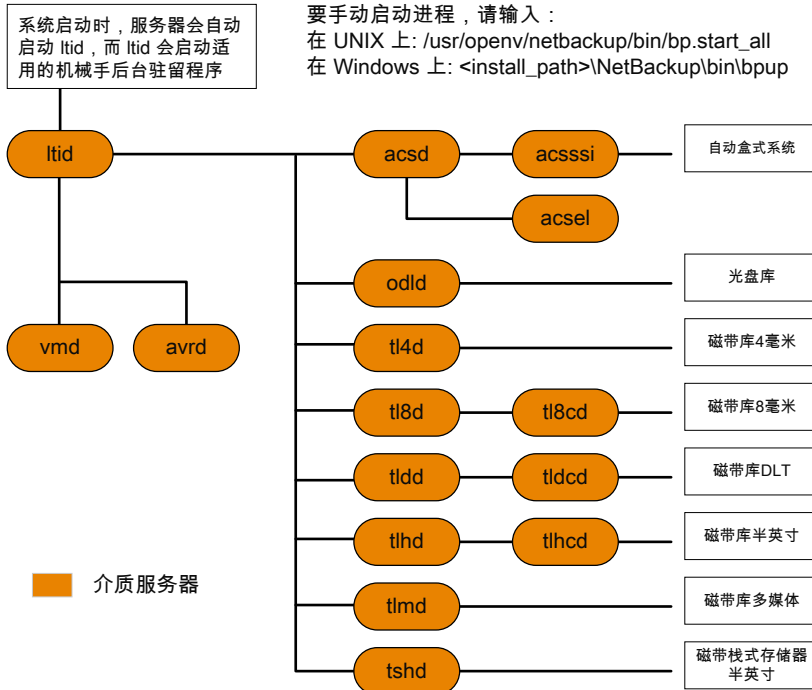 系统启动时，服务器会自动
启动 ltid，而 ltid 会启动适
用的机械手后台驻留程序
要手动启动进程，请输入：
在 UNIX 上: /usr/openv/netbackup/bin/bp.start_all
在 Windows 上: <install_path>\NetBackup\bin\bpup
ltid
acsd
acsssi
自动盒式系统
acsel
odld
光盘库
vmd
avrd
tl4d
磁带库4毫米
tl8d
tl8cd
磁带库8毫米
tldd
tldcd
磁带库DLT
tlhd
tlhcd
磁带库半英寸
介质服务器
tlmd
磁带库多媒体
tshd
磁带栈式存储器
半英寸